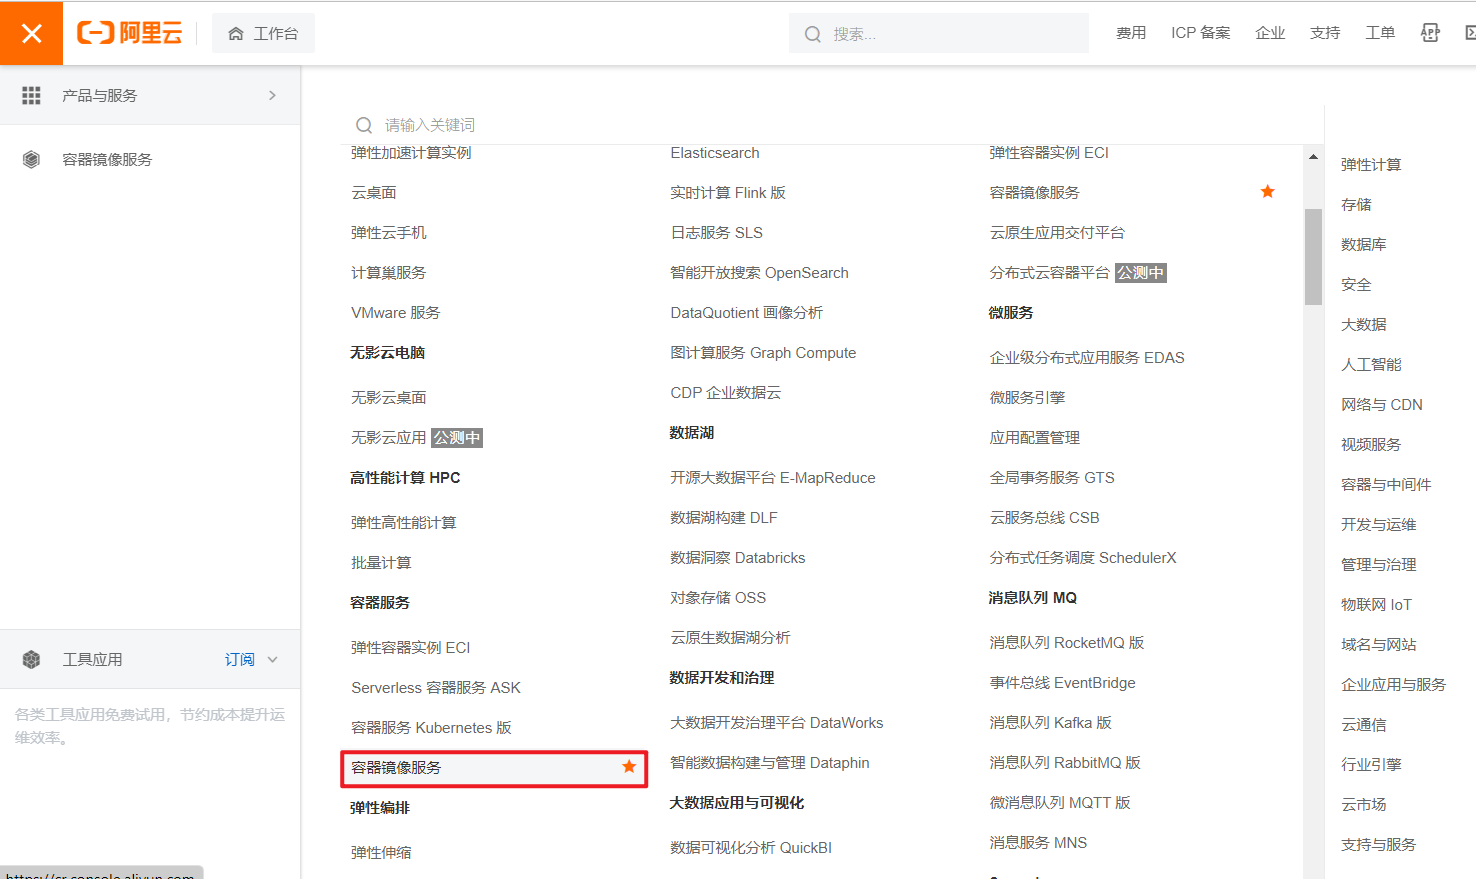 阿里云
工作台
搜索...
费用
ICP 备案
企业
支持
工单
APP
产品与服务
容器镜像服务
工具应用
订阅
各类工具应用免费试用，节约成本提升运
维效率。
请输入关键词
弹性加速计算实例
云桌面
弹性云手机
计算巢服务
VMware 服务
无影云电脑
无影云桌面
无影云应用 公测中
高性能计算 HPC
弹性高性能计算
批量计算
容器服务
弹性容器实例 ECI
Serverless 容器服务 ASK
容器服务 Kubernetes 版
容器镜像服务
弹性编排
弹性伸缩
Elasticsearch
实时计算 Flink 版
日志服务 SLS
智能开放搜索 OpenSearch
DataQuotient 画像分析
图计算服务 Graph Compute
CDP 企业数据云
数据湖
开源大数据平台 E-MapReduce
数据湖构建 DLF
数据洞察 Databricks
对象存储 OSS
云原生数据湖分析
数据开发和治理
大数据开发治理平台 DataWorks
智能数据构建与管理 Dataphin
大数据应用与可视化
数据可视化分析 QuickBI
弹性容器实例 ECI
容器镜像服务
云原生应用交付平台
分布式云容器平台 公测中
微服务
企业级分布式应用服务 EDAS
微服务引擎
应用配置管理
全局事务服务 GTS
云服务总线 CSB
分布式任务调度 SchedulerX
消息队列 MQ
消息队列 RocketMQ 版
事件总线 EventBridge
消息队列 Kafka 版
消息队列 RabbitMQ 版
微消息队列 MQTT 版
消息服务 MNS
弹性计算
存储
数据库
安全
大数据
人工智能
网络与 CDN
视频服务
容器与中间件
开发与运维
管理与治理
物联网 IoT
域名与网站
企业应用与服务
云通信
行业引擎
云市场
支持与服务
https://cr.console.aliyun.com